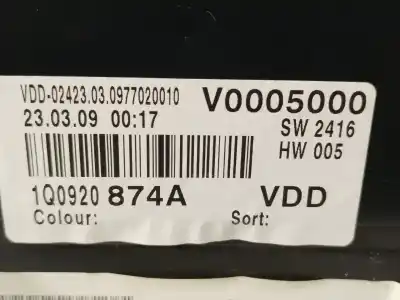 VDD-02423.03.0977020010 V0005000
23.03.09 00:17 SW 2416
HW 005
1Q0920 874A VDD
Colour: Sort: